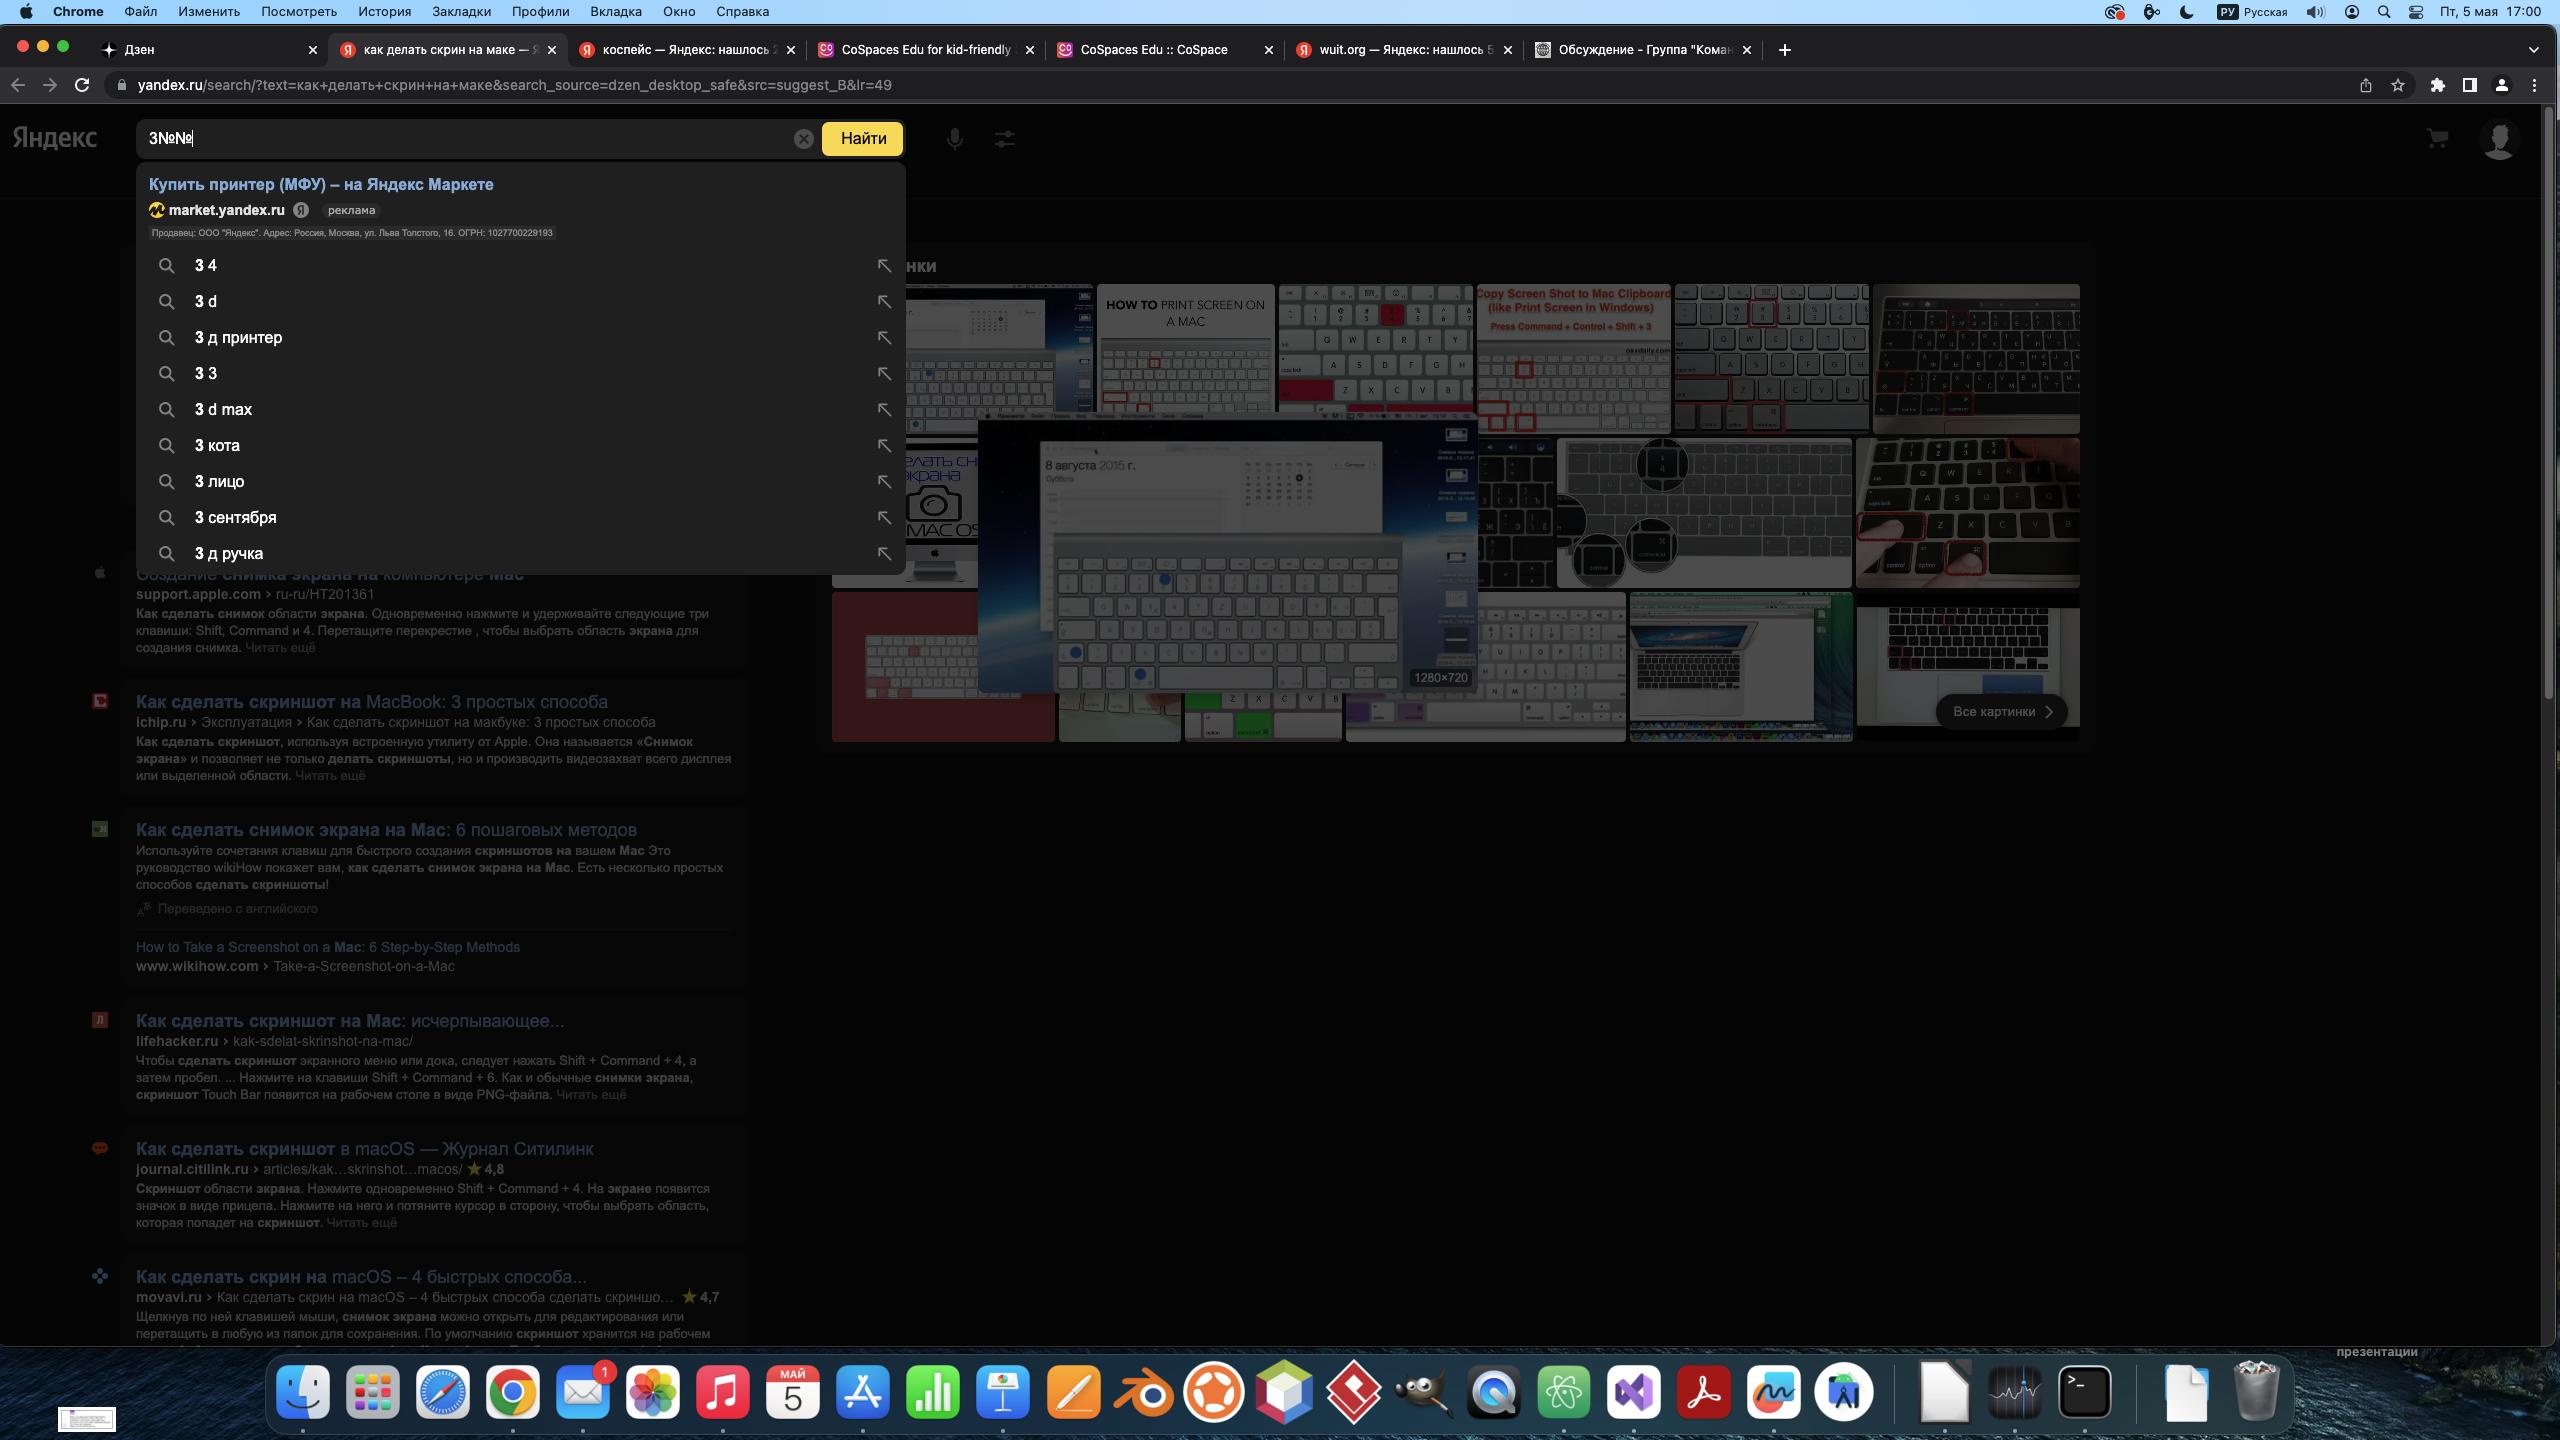 Chrome Файл Изменить Посмотреть История Закладки Профили Вкладка Окно Справка РУ Русская Пт, 5 мая 17:00
Дзен
как делать скрин на маке — Я
коспейс — Яндекс: нашлось 2
CoSpaces Edu for kid-friendly
CoSpaces Edu :: CoSpace
wuit.org — Яндекс: нашлось 5
Обсуждение - Группа "Коман
yandex.ru/search/?text=как+делать+скрин+на+маке&search_source=dzen_desktop_safe&src=suggest_B&lr=49
Яндекс
3№№
Найти
Купить принтер (МФУ) – на Яндекс Маркете
market.yandex.ru Я реклама
Продавец: ООО "Яндекс". Адрес: Россия, Москва, ул. Льва Толстого, 16. ОГРН: 1027700229193
3 4
3 d
3 д принтер
3 3
3 d max
3 кота
3 лицо
3 сентября
3 д ручка
нки
HOW TO PRINT SCREEN ON
A MAC
Copy Screen Shot to Mac Clipboard
(like Print Screen in Windows)
Press Command + Control + Shift + 3
osxdaily.com
ЕЛАТЬ СН
ЭКРАНА
MAC OS
8 августа 2015 г.
Суббота
1280×720
Все картинки
Создание снимка экрана на компьютере Mac
support.apple.com › ru-ru/HT201361
Как сделать снимок области экрана. Одновременно нажмите и удерживайте следующие три
клавиши: Shift, Command и 4. Перетащите перекрестие , чтобы выбрать область экрана для
создания снимка. Читать ещё
Как сделать скриншот на MacBook: 3 простых способа
ichip.ru › Эксплуатация › Как сделать скриншот на макбуке: 3 простых способа
Как сделать скриншот, используя встроенную утилиту от Apple. Она называется «Снимок
экрана» и позволяет не только делать скриншоты, но и производить видеозахват всего дисплея
или выделенной области. Читать ещё
Как сделать снимок экрана на Mac: 6 пошаговых методов
Используйте сочетания клавиш для быстрого создания скриншотов на вашем Mac Это
руководство wikiHow покажет вам, как сделать снимок экрана на Mac. Есть несколько простых
способов сделать скриншоты!
Переведено с английского
How to Take a Screenshot on a Mac: 6 Step-by-Step Methods
www.wikihow.com › Take-a-Screenshot-on-a-Mac
Как сделать скриншот на Mac: исчерпывающее...
lifehacker.ru › kak-sdelat-skrinshot-na-mac/
Чтобы сделать скриншот экранного меню или дока, следует нажать Shift + Command + 4, а
затем пробел. ... Нажмите на клавиши Shift + Command + 6. Как и обычные снимки экрана,
скриншот Touch Bar появится на рабочем столе в виде PNG-файла. Читать ещё
Как сделать скриншот в macOS — Журнал Ситилинк
journal.citilink.ru › articles/kak...skrinshot...macos/ 4,8
Скриншот области экрана. Нажмите одновременно Shift + Command + 4. На экране появится
значок в виде прицела. Нажмите на него и потяните курсор в сторону, чтобы выбрать область,
которая попадет на скриншот. Читать ещё
Как сделать скрин на macOS – 4 быстрых способа...
movavi.ru › Как сделать скрин на macOS – 4 быстрых способа сделать скриншо... 4,7
Щелкнув по ней клавишей мыши, снимок экрана можно открыть для редактирования или
перетащить в любую из папок для сохранения. По умолчанию скриншот хранится на рабочем
презентации
1
МАЙ
5